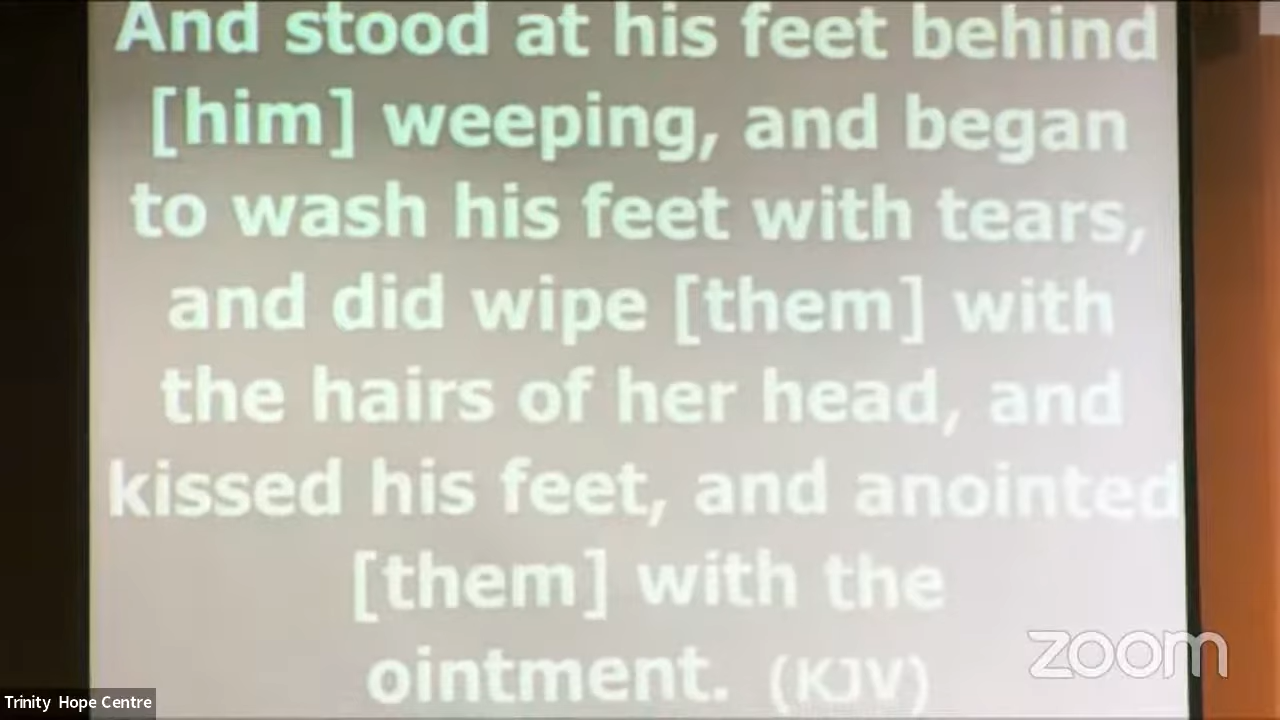 And stood at his feet behind
[him] weeping, and began
to wash his feet with tears,
and did wipe [them] with
the hairs of her head, and
kissed his feet, and anointed
[them] with the
ointment. (KJV)
zoom
Trinity Hope Centre